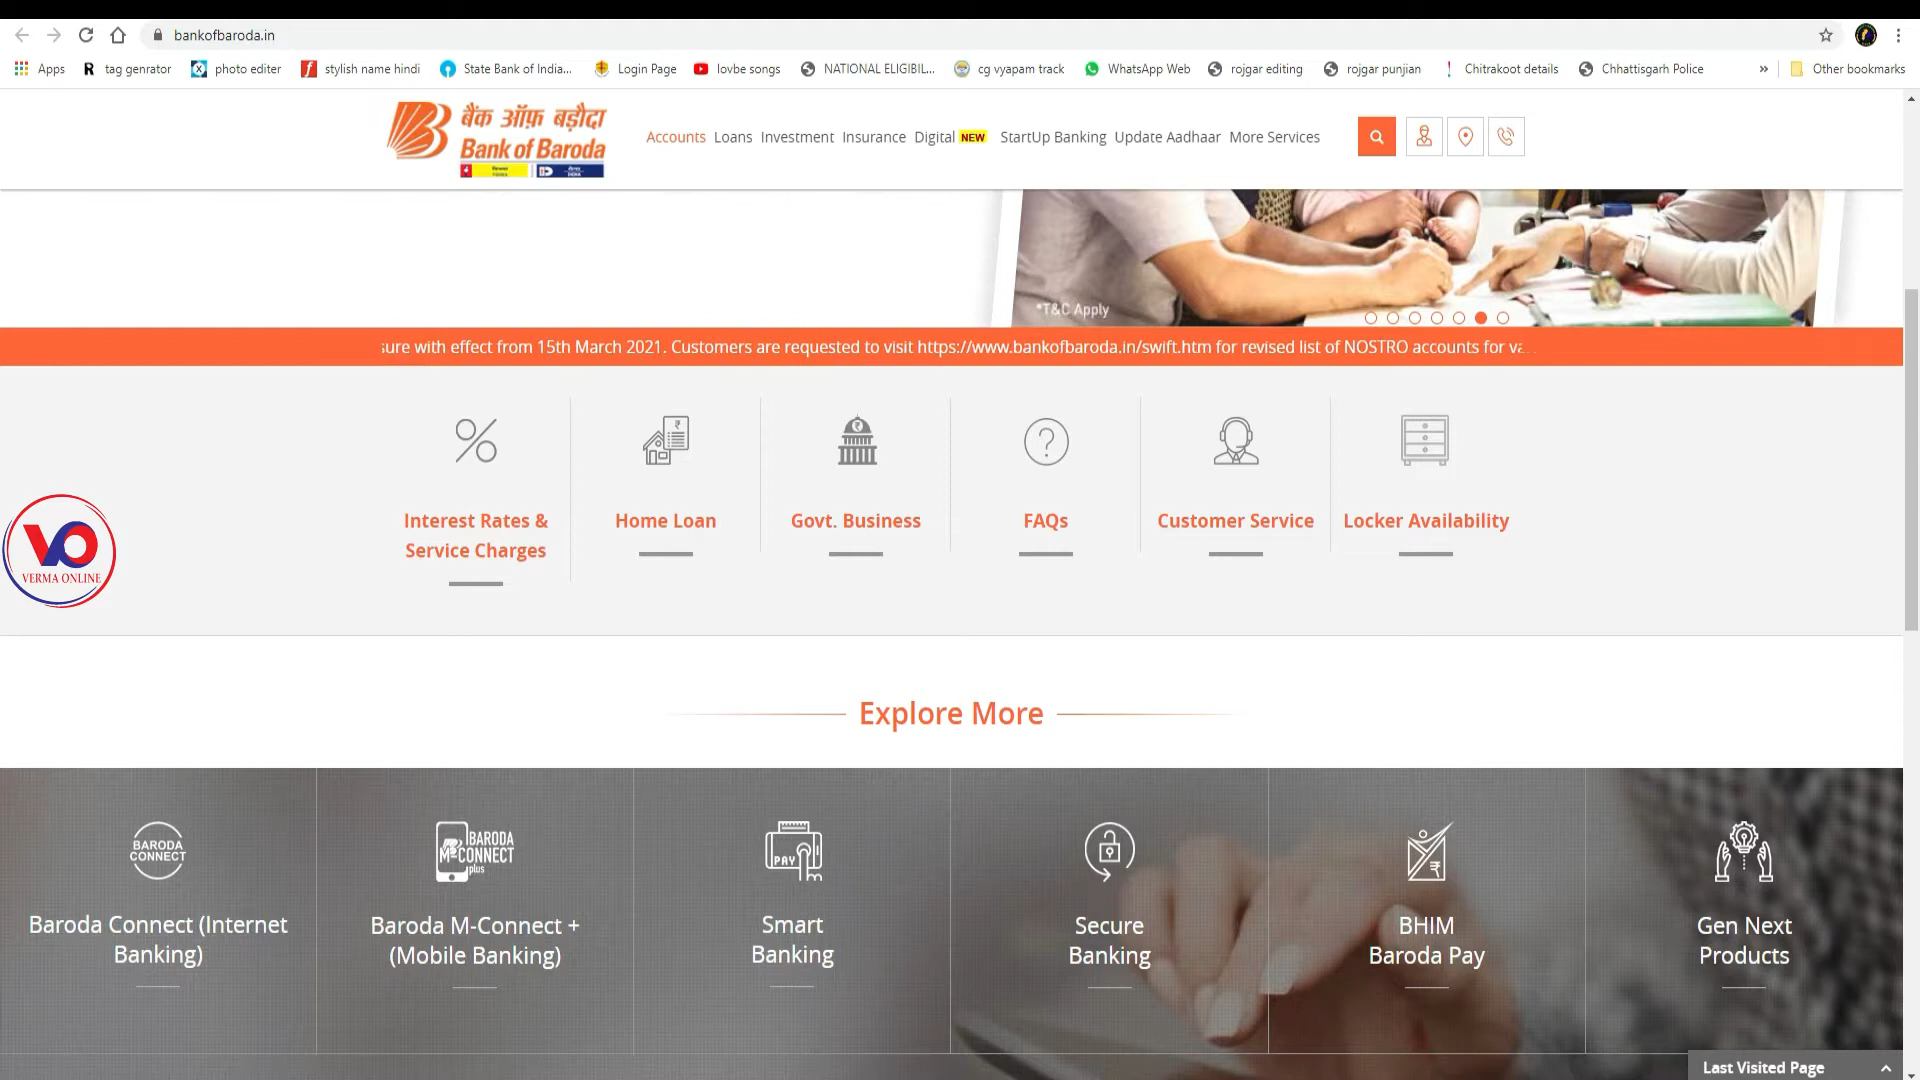 bankofbaroda.in
Apps
R tag genrator
photo editer
stylish name hindi
State Bank of India...
Login Page
lovbe songs
NATIONAL ELIGIBIL...
cg vyapam track
WhatsApp Web
rojgar editing
rojgar punjian
Chitrakoot details
Chhattisgarh Police
»
Other bookmarks
बैंक ऑफ़ बड़ौदा
Bank of Baroda
Accounts Loans Investment Insurance Digital NEW StartUp Banking Update Aadhaar More Services
*T&C Apply
sure with effect from 15th March 2021. Customers are requested to visit https://www.bankofbaroda.in/swift.htm for revised list of NOSTRO accounts for
Interest Rates &
Service Charges
Home Loan
Govt. Business
FAQs
Customer Service
Locker Availability
VO
VERMA ONLINE
Explore More
BARODA
CONNECT
Baroda Connect (Internet
Banking)
BARODA
M-CONNECT
plus
Baroda M-Connect +
(Mobile Banking)
PAY
Smart
Banking
Secure
Banking
BHIM
Baroda Pay
Gen Next
Products
Last Visited Page